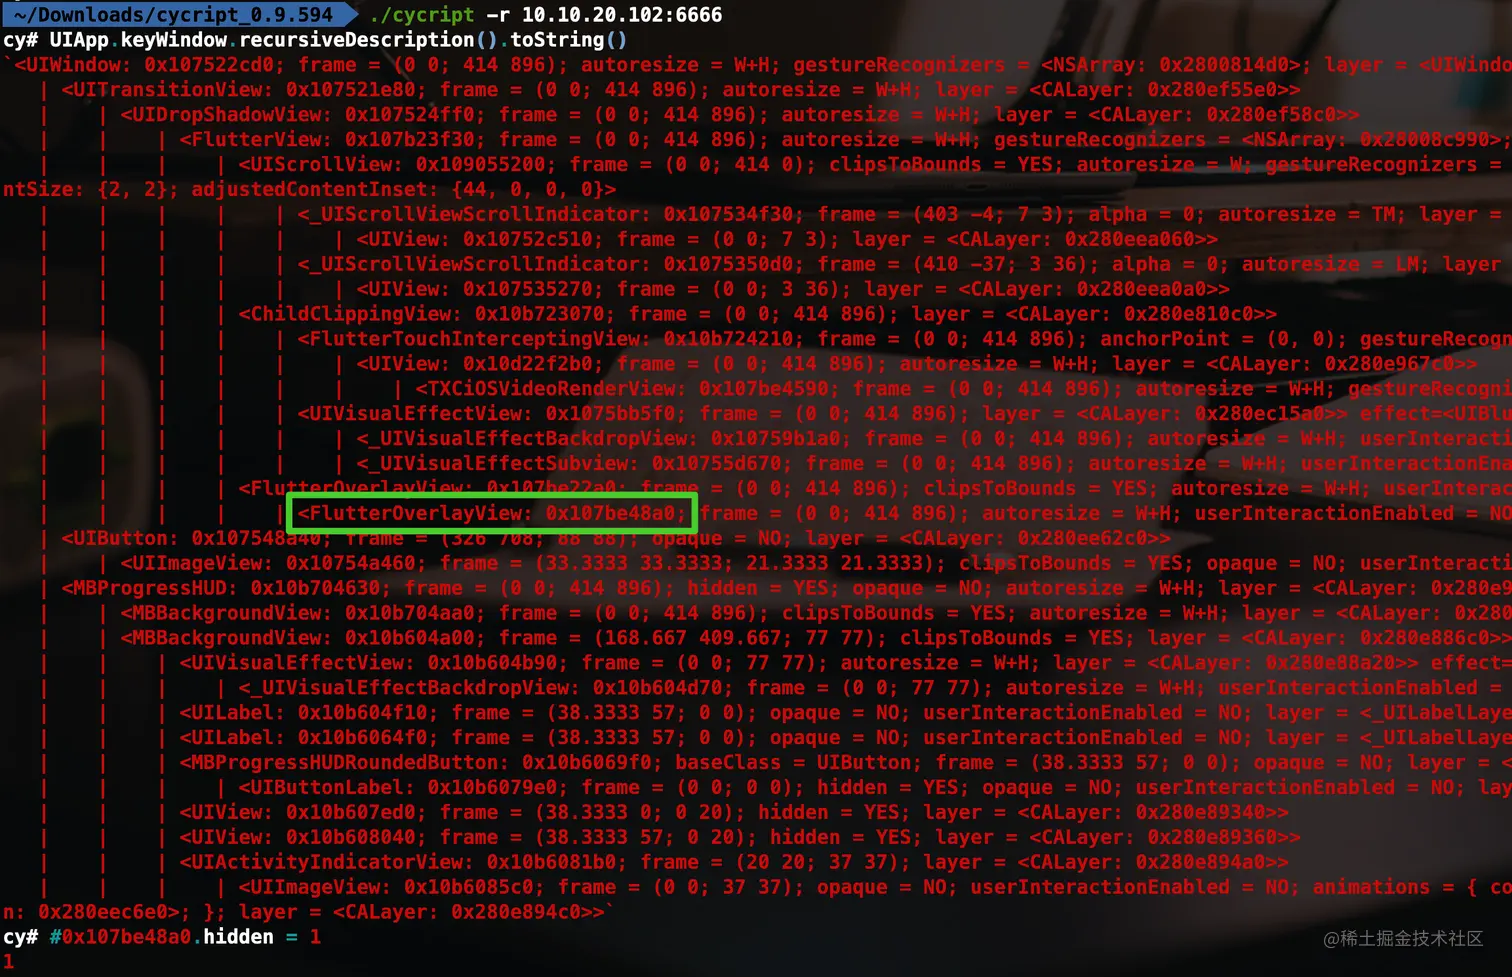 ~/Downloads/cycript_0.9.594 ./cycript -r 10.10.20.102:6666
cy# UIApp.keyWindow.recursiveDescription().toString()
`<UIWindow: 0x107522cd0; frame = (0 0; 414 896); autoresize = W+H; gestureRecognizers = <NSArray: 0x2800814d0>; layer = <UIWindo
| <UITransitionView: 0x107521e80; frame = (0 0; 414 896); autoresize = W+H; layer = <CALayer: 0x280ef55e0>>
| | <UIDropShadowView: 0x107524ff0; frame = (0 0; 414 896); autoresize = W+H; layer = <CALayer: 0x280ef58c0>>
| | | <FlutterView: 0x107b23f30; frame = (0 0; 414 896); autoresize = W+H; gestureRecognizers = <NSArray: 0x28008c990>;
| | | | <UIScrollView: 0x109055200; frame = (0 0; 414 0); clipsToBounds = YES; autoresize = W; gestureRecognizers =
ntSize: {2, 2}; adjustedContentInset: {44, 0, 0, 0}>
| | | | | <_UIScrollViewScrollIndicator: 0x107534f30; frame = (403 -4; 7 3); alpha = 0; autoresize = TM; layer =
| | | | | | <UIView: 0x10752c510; frame = (0 0; 7 3); layer = <CALayer: 0x280eea060>>
| | | | | <_UIScrollViewScrollIndicator: 0x1075350d0; frame = (410 -37; 3 36); alpha = 0; autoresize = LM; layer
| | | | | | <UIView: 0x107535270; frame = (0 0; 3 36); layer = <CALayer: 0x280eea0a0>>
| | | | <ChildClippingView: 0x10b723070; frame = (0 0; 414 896); layer = <CALayer: 0x280e810c0>>
| | | | | <FlutterTouchInterceptingView: 0x10b724210; frame = (0 0; 414 896); anchorPoint = (0, 0); gestureRecogn
| | | | | | <UIView: 0x10d22f2b0; frame = (0 0; 414 896); autoresize = W+H; layer = <CALayer: 0x280e967c0>>
| | | | | | | <TXCiOSVideoRenderView: 0x107be4590; frame = (0 0; 414 896); autoresize = W+H; gestureRecogni
| | | | | <UIVisualEffectView: 0x1075bb5f0; frame = (0 0; 414 896); layer = <CALayer: 0x280ec15a0>> effect=<UIBl
| | | | | | <_UIVisualEffectBackdropView: 0x10759b1a0; frame = (0 0; 414 896); autoresize = W+H; userInteracti
| | | | | | <_UIVisualEffectSubview: 0x10755d670; frame = (0 0; 414 896); autoresize = W+H; userInteractionEna
| | | | <FlutterOverlayView: 0x107be22a0; frame = (0 0; 414 896); clipsToBounds = YES; autoresize = W+H; userInterac
| | | | | <FlutterOverlayView: 0x107be48a0; frame = (0 0; 414 896); autoresize = W+H; userInteractionEnabled = NO
| <UIButton: 0x107548a40; frame = (326 708; 88 88); opaque = NO; layer = <CALayer: 0x280ee62c0>>
| | <UIImageView: 0x10754a460; frame = (33.3333 33.3333; 21.3333 21.3333); clipsToBounds = YES; opaque = NO; userInteracti
| <MBProgressHUD: 0x10b704630; frame = (0 0; 414 896); hidden = YES; opaque = NO; autoresize = W+H; layer = <CALayer: 0x280e9
| | <MBBackgroundView: 0x10b704aa0; frame = (0 0; 414 896); clipsToBounds = YES; autoresize = W+H; layer = <CALayer: 0x280
| | <MBBackgroundView: 0x10b604a00; frame = (168.667 409.667; 77 77); clipsToBounds = YES; layer = <CALayer: 0x280e886c0>>
| | | <UIVisualEffectView: 0x10b604b90; frame = (0 0; 77 77); autoresize = W+H; layer = <CALayer: 0x280e88a20>> effect=
| | | | <_UIVisualEffectBackdropView: 0x10b604d70; frame = (0 0; 77 77); autoresize = W+H; userInteractionEnabled =
| | | <UILabel: 0x10b604f10; frame = (38.3333 57; 0 0); opaque = NO; userInteractionEnabled = NO; layer = <_UILabelLaye
| | | <UILabel: 0x10b6064f0; frame = (38.3333 57; 0 0); opaque = NO; userInteractionEnabled = NO; layer = <_UILabelLaye
| | | <MBProgressHUDRoundedButton: 0x10b6069f0; baseClass = UIButton; frame = (38.3333 57; 0 0); opaque = NO; layer = <
| | | | <UIButtonLabel: 0x10b6079e0; frame = (0 0; 0 0); hidden = YES; opaque = NO; userInteractionEnabled = NO; lay
| | | <UIView: 0x10b607ed0; frame = (38.3333 0; 0 20); hidden = YES; layer = <CALayer: 0x280e89340>>
| | | <UIView: 0x10b608040; frame = (38.3333 57; 0 20); hidden = YES; layer = <CALayer: 0x280e89360>>
| | | <UIActivityIndicatorView: 0x10b6081b0; frame = (20 20; 37 37); layer = <CALayer: 0x280e894a0>>
| | | | <UIImageView: 0x10b6085c0; frame = (0 0; 37 37); opaque = NO; userInteractionEnabled = NO; animations = { co
n: 0x280eec6e0>; }; layer = <CALayer: 0x280e894c0>>`
cy# #0x107be48a0.hidden = 1
1
@稀土掘金技术社区